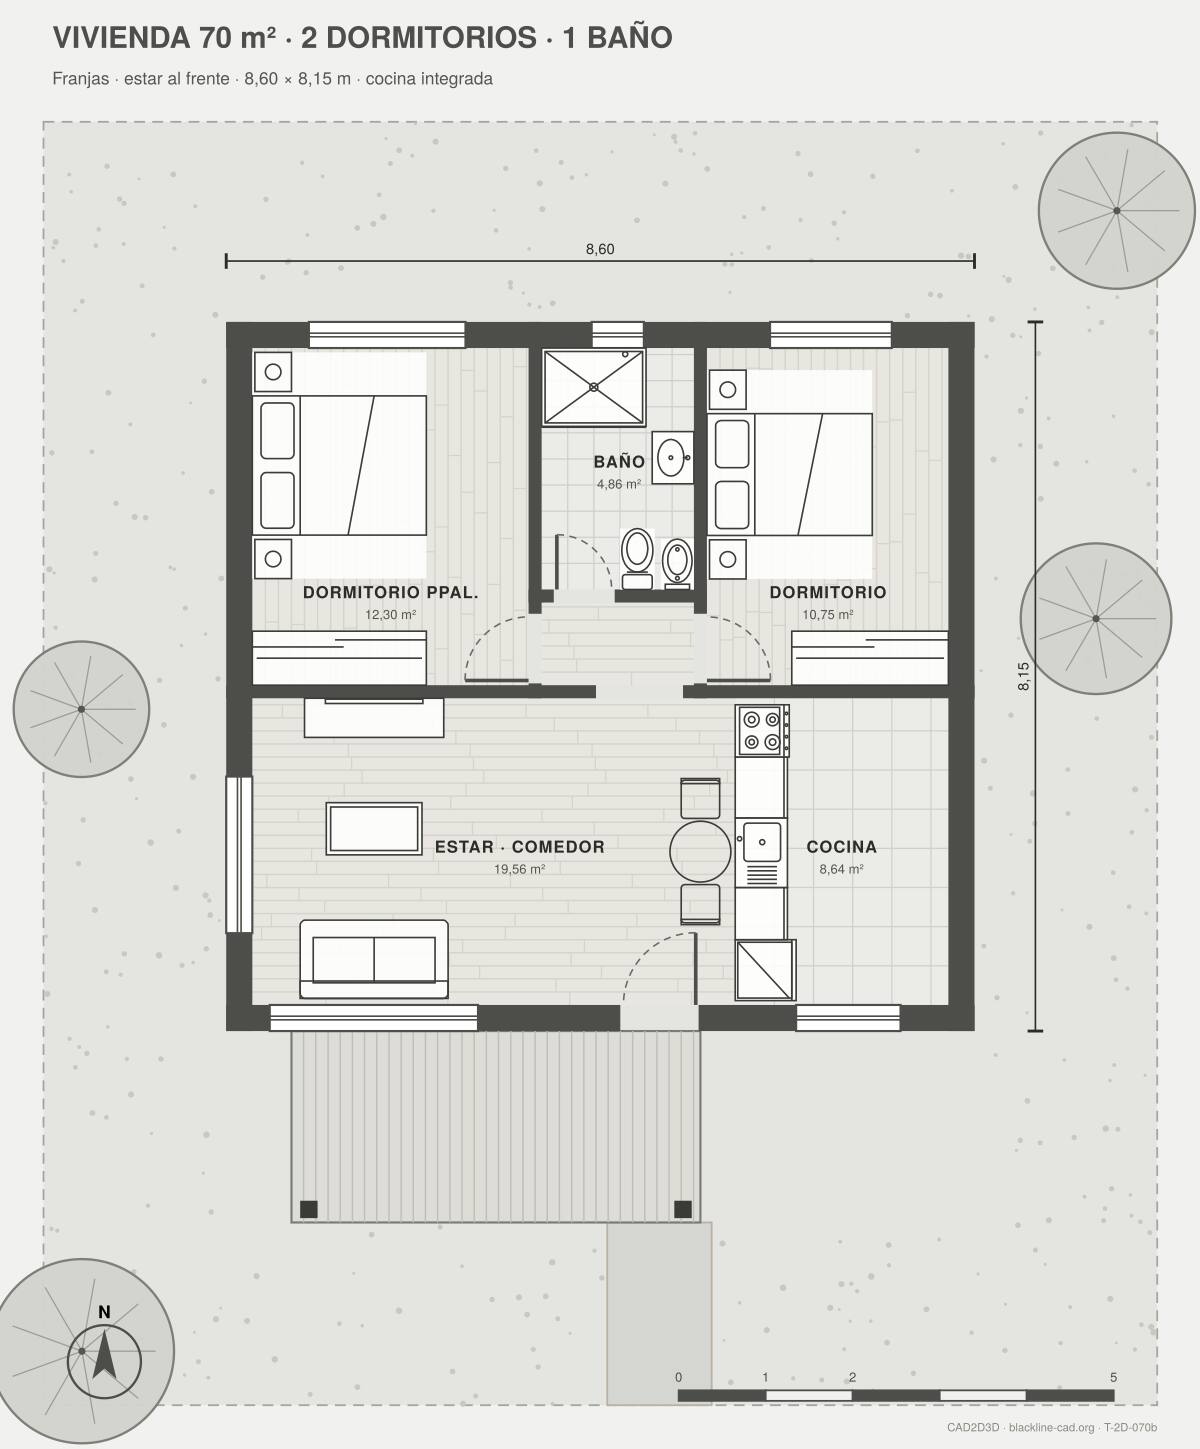 VIVIENDA 70 m² · 2 DORMITORIOS · 1 BAÑO
Franjas · estar al frente · 8,60 × 8,15 m · cocina integrada
8,60
BAÑO
4,86 m²
DORMITORIO PPAL.
12,30 m²
DORMITORIO
10,75 m²
8,15
ESTAR · COMEDOR
19,56 m²
COCINA
8,64 m²
N
0 1 2 5
CAD2D3D · blackline-cad.org · T-2D-070b